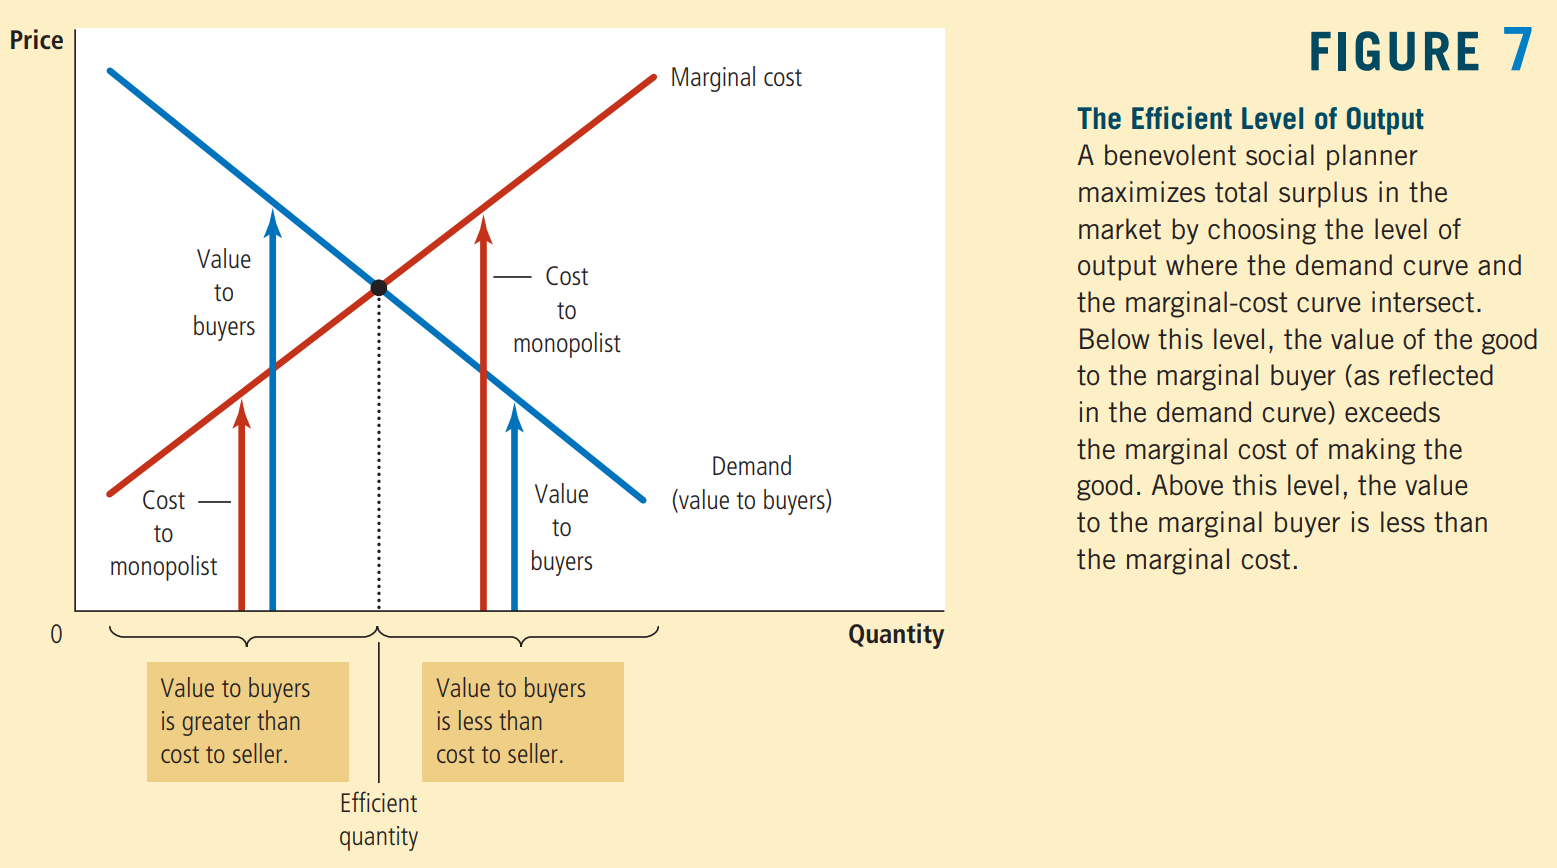 Price
Marginal cost
Value
to
buyers
Cost
to
monopolist
Cost
to
monopolist
Value
to
buyers
Demand
(value to buyers)
0
Quantity
Value to buyers
is greater than
cost to seller.
Value to buyers
is less than
cost to seller.
Efficient
quantity
FIGURE 7
The Efficient Level of Output
A benevolent social planner
maximizes total surplus in the
market by choosing the level of
output where the demand curve and
the marginal-cost curve intersect.
Below this level, the value of the good
to the marginal buyer (as reflected
in the demand curve) exceeds
the marginal cost of making the
good. Above this level, the value
to the marginal buyer is less than
the marginal cost.